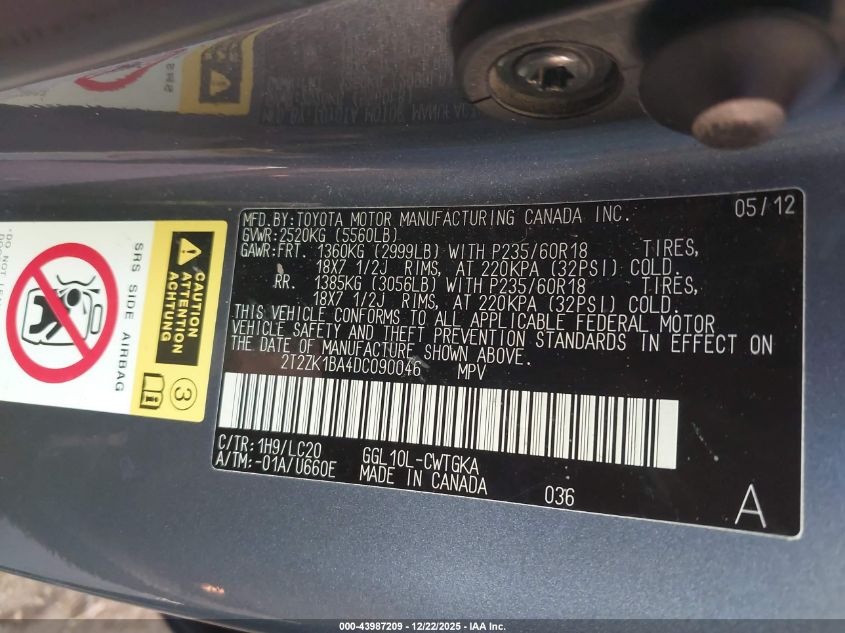 MFD.BY:TOYOTA MOTOR MANUFACTURING CANADA INC. 05/12
GVWR:2520KG (5560LB)
GAWR:FRT. 1360KG (2999LB) WITH P235/60R18 TIRES,
18X7 1/2J RIMS, AT 220KPA (32PSI) COLD.
RR. 1385KG (3056LB) WITH P235/60R18 TIRES,
18X7 1/2J RIMS, AT 220KPA (32PSI) COLD.
THIS VEHICLE CONFORMS TO ALL APPLICABLE FEDERAL MOTOR
VEHICLE SAFETY AND THEFT PREVENTION STANDARDS IN EFFECT ON
THE DATE OF MANUFACTURE SHOWN ABOVE.
2T2ZK1BA4DC090046 MPV
C/TR: 1H9/LC20 GGL10L-CWTGKA
A/TM:-01A/U660E MADE IN CANADA 036 A
CAUTION
ATTENTION
ACHTUNG
3
SRS SIDE AIRBAG
000-43987209 - 12/22/2025 - IAA Inc.